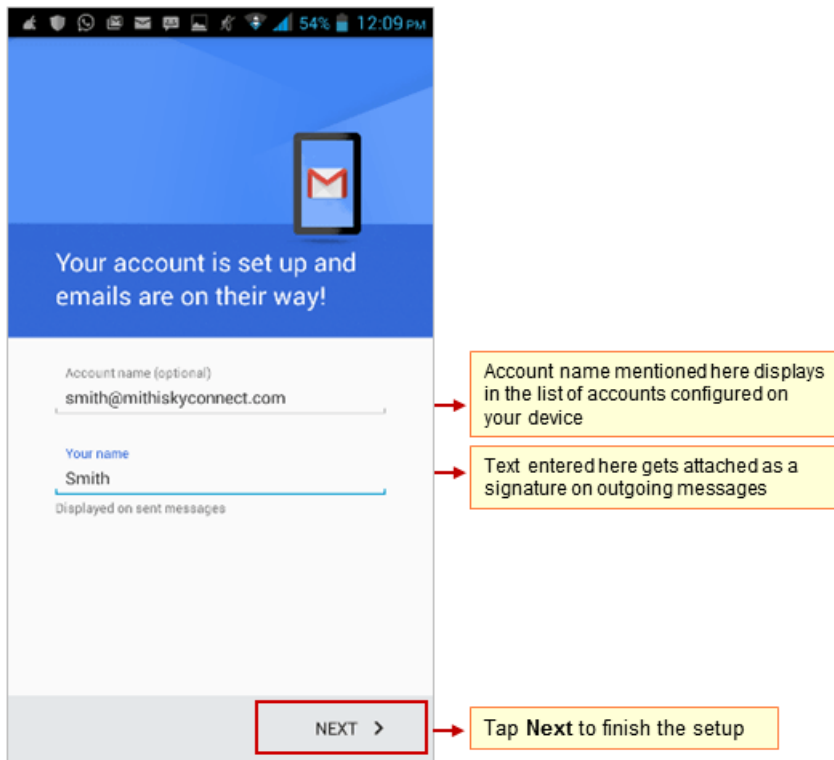 54% 12:09 PM
Your account is set up and
emails are on their way!
Account name (optional)
smith@mithiskyconnect.com
Account name mentioned here displays
in the list of accounts configured on
your device
Your name
Smith
Displayed on sent messages
Text entered here gets attached as a
signature on outgoing messages
NEXT >
Tap Next to finish the setup